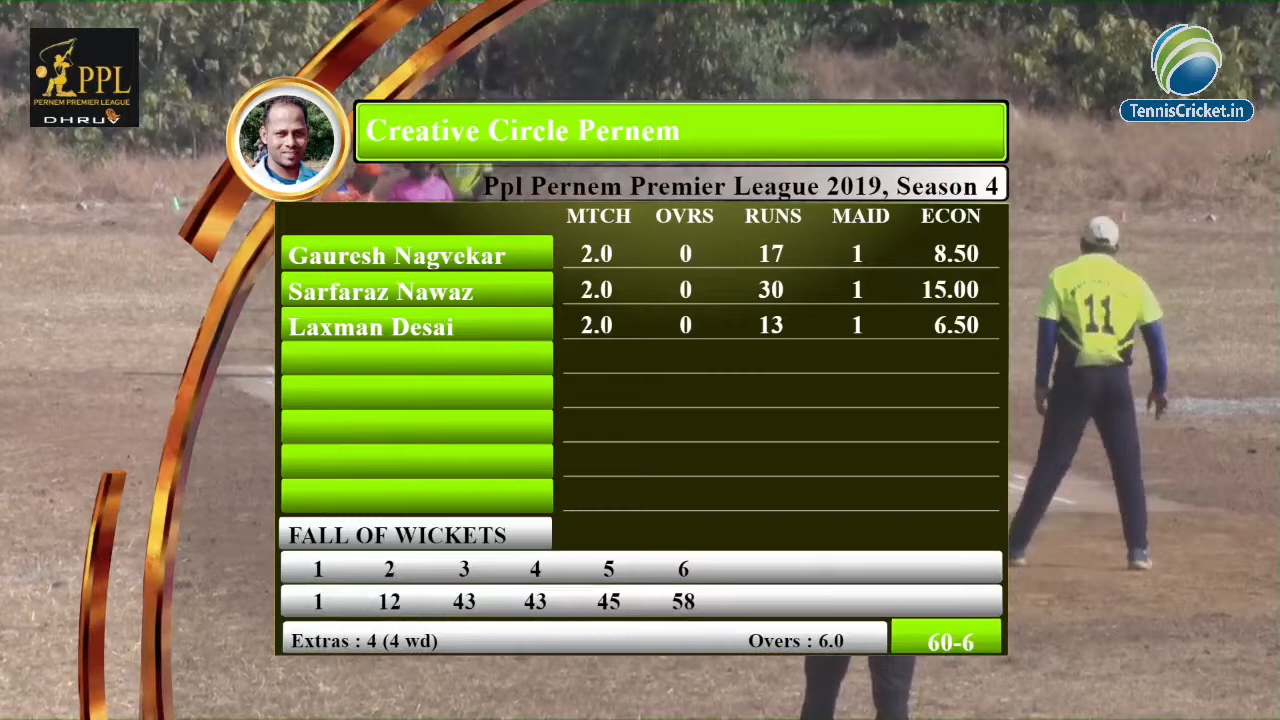 PPL
PERNEM PREMIER LEAGUE
DHRUV
TennisCricket.in
Creative Circle Pernem
Ppl Pernem Premier League 2019, Season 4
MTCH OVRS RUNS MAID ECON
Gauresh Nagvekar 2.0 0 17 1 8.50
Sarfaraz Nawaz 2.0 0 30 1 15.00
Laxman Desai 2.0 0 13 1 6.50
11
FALL OF WICKETS
1 2 3 4 5 6
1 12 43 43 45 58
Extras : 4 (4 wd) Overs : 6.0 60-6